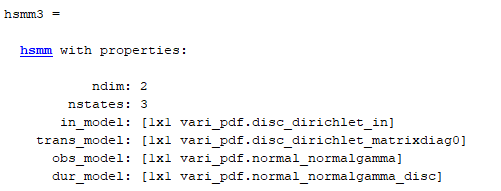 hsmm3 =
hsmm with properties:
ndim: 2
nstates: 3
in_model: [1x1 vari_pdf.disc_dirichlet_in]
trans_model: [1x1 vari_pdf.disc_dirichlet_matrixdiag0]
obs_model: [1x1 vari_pdf.normal_normalgamma]
dur_model: [1x1 vari_pdf.normal_normalgamma_disc]